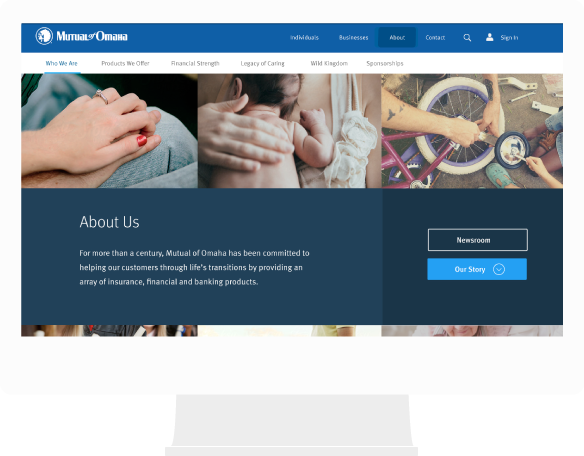 Mutual of Omaha
Individuals Businesses About Contact Sign In
Who We Are Products We Offer Financial Strength Legacy of Caring Wild Kingdom Sponsorships
About Us
For more than a century, Mutual of Omaha has been committed to
helping our customers through life's transitions by providing an
array of insurance, financial and banking products.
Newsroom
Our Story